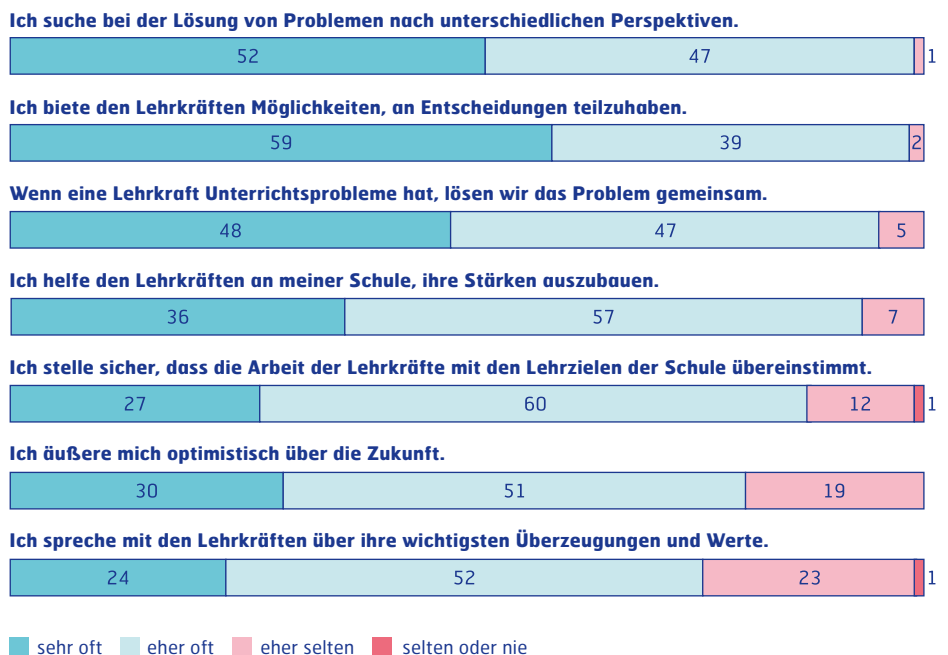 Ich suche bei der Lösung von Problemen nach unterschiedlichen Perspektiven.
52 47 1
Ich biete den Lehrkräften Möglichkeiten, an Entscheidungen teilzuhaben.
59 39 2
Wenn eine Lehrkraft Unterrichtsprobleme hat, lösen wir das Problem gemeinsam.
48 47 5
Ich helfe den Lehrkräften an meiner Schule, ihre Stärken auszubauen.
36 57 7
Ich stelle sicher, dass die Arbeit der Lehrkräfte mit den Lehrzielen der Schule übereinstimmt.
27 60 12 1
Ich äußere mich optimistisch über die Zukunft.
30 51 19
Ich spreche mit den Lehrkräften über ihre wichtigsten Überzeugungen und Werte.
24 52 23 1
sehr oft eher oft eher selten selten oder nie